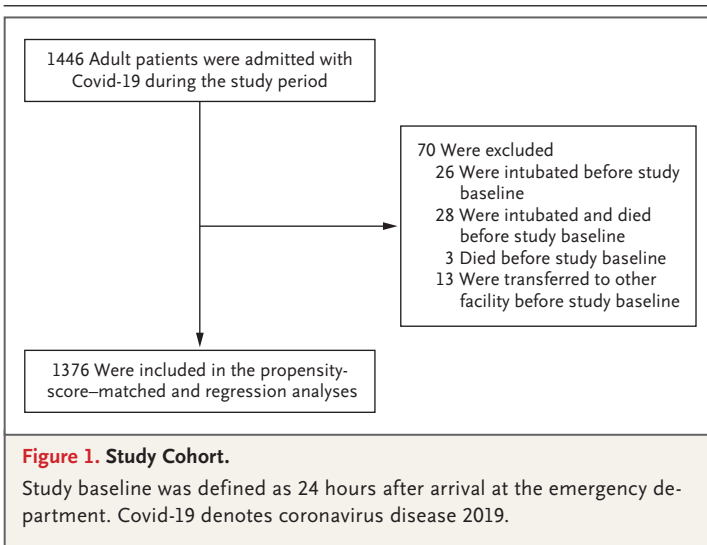 1446 Adult patients were admitted with
Covid-19 during the study period
70 Were excluded
26 Were intubated before study
baseline
28 Were intubated and died
before study baseline
3 Died before study baseline
13 Were transferred to other
facility before study baseline
1376 Were included in the propensity-
score–matched and regression analyses
Figure 1. Study Cohort.
Study baseline was defined as 24 hours after arrival at the emergency de-
partment. Covid-19 denotes coronavirus disease 2019.